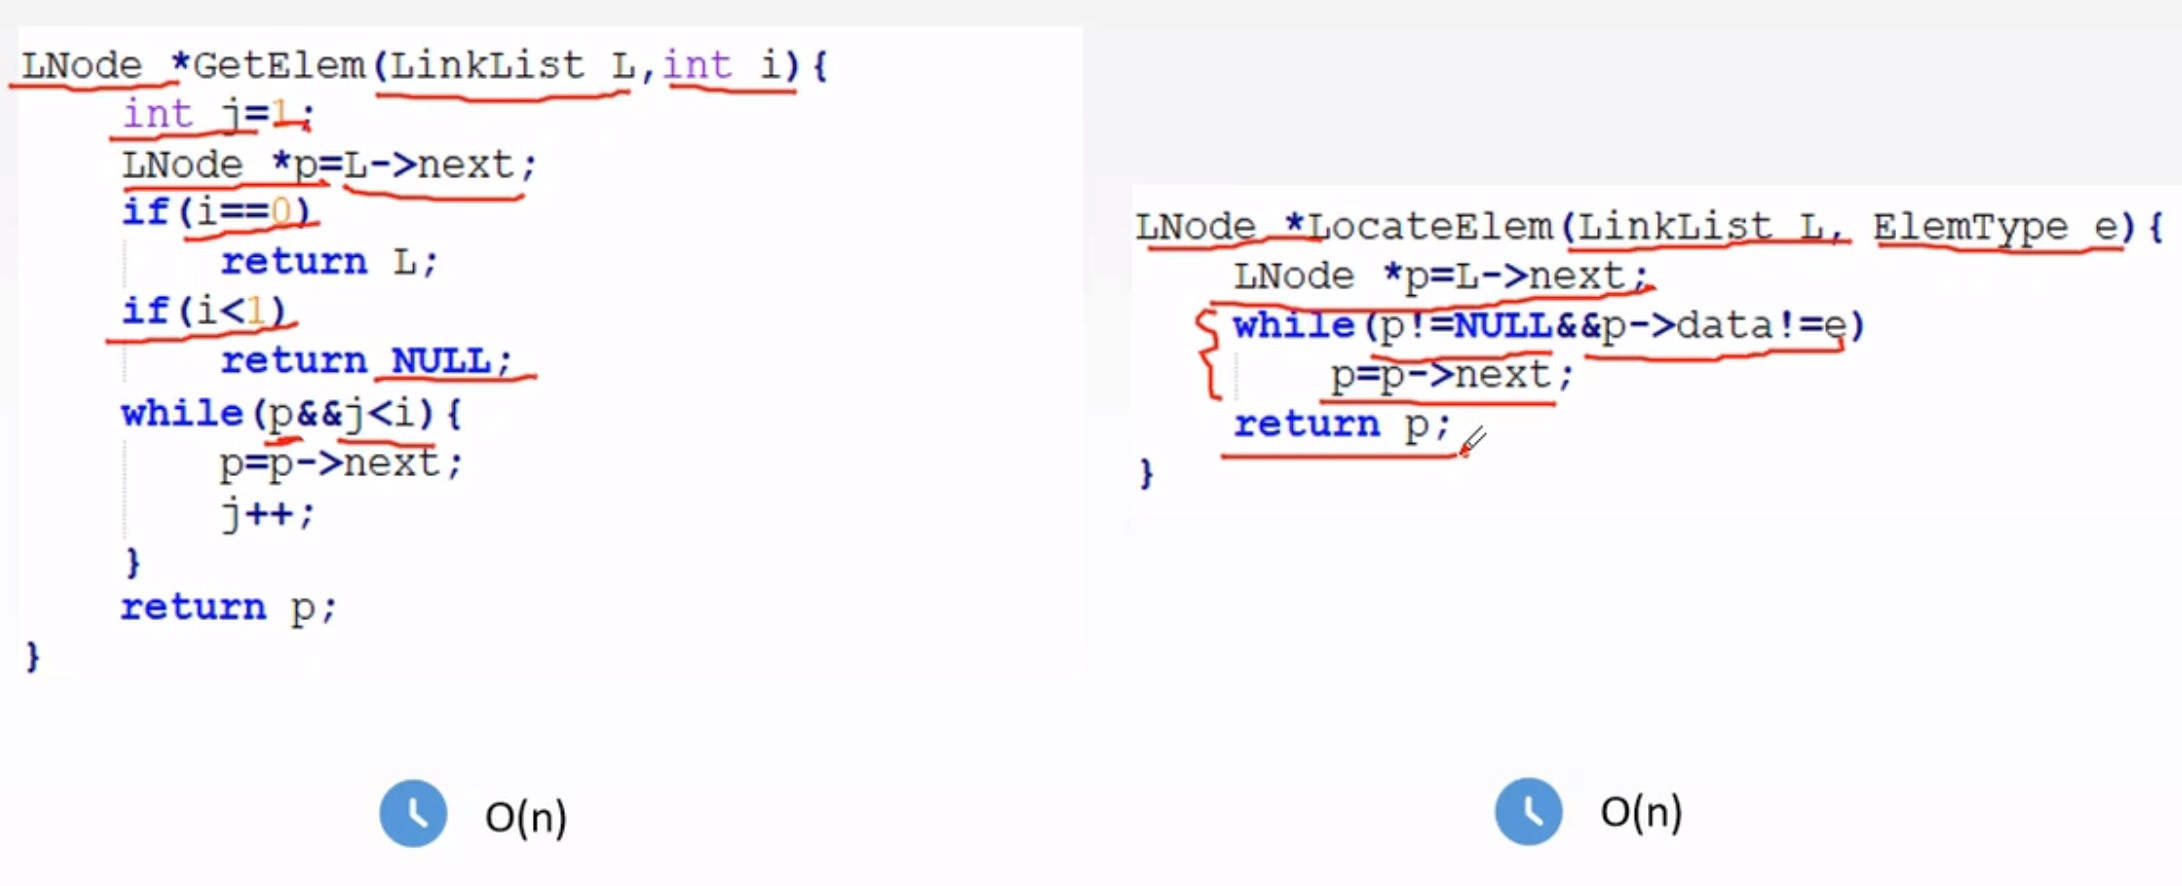 LNode *GetElem(LinkList L,int i){
int j=1;
LNode *p=L->next;
if(i==0)
return L;
if(i<1)
return NULL;
while(p&&j<i){
p=p->next;
j++;
}
return p;
}
O(n)
LNode *LocateElem(LinkList L, ElemType e){
LNode *p=L->next;
while(p!=NULL&&p->data!=e)
p=p->next;
return p;
}
O(n)